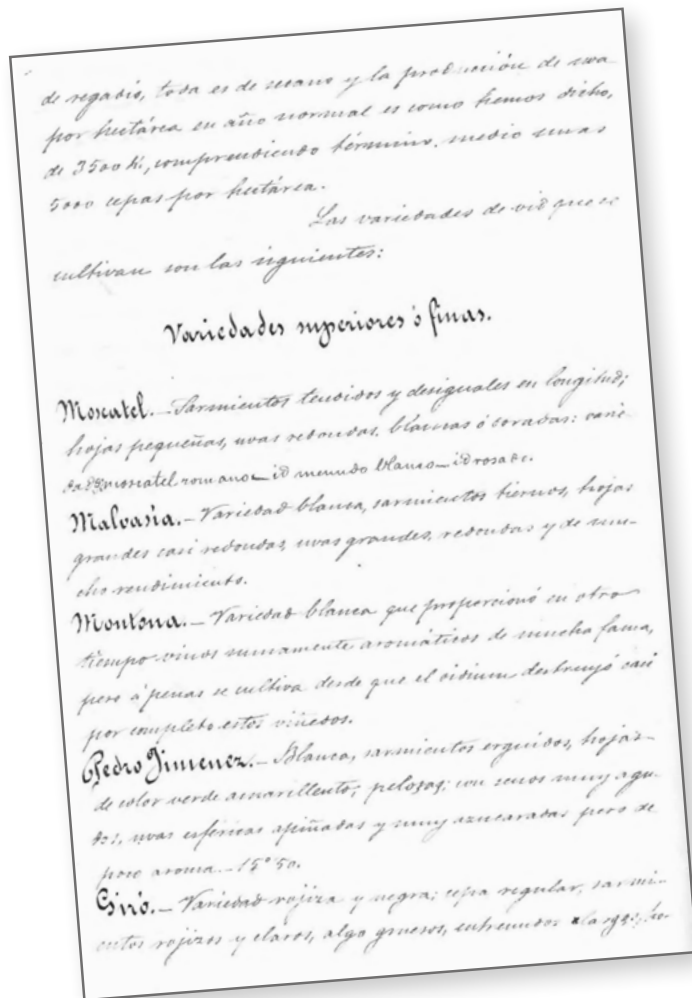 de regadío, toda es de secano y la producción de uva
por hectárea en año normal es como hemos dicho,
de 3500 k, comprendiendo término medio unas
5000 cepas por hectárea.
Las variedades de vid que se
cultivan son las siguientes:
Variedades superiores ó finas.
Moscatel.—Sarmientos tendidos y desiguales en longitud;
hojas pequeñas, uvas redondas, blancas ó doradas: varie-
moscatel romano—id menudo blanco—id rosado.
Malvasía.—Variedad blanca, sarmientos tiernos, hojas
grandes casi redondas, uvas grandes, redondas y de mu-
cho rendimiento.
Montona.—Variedad blanca que proporcionó en otro
tiempo vinos sumamente aromáticos de mucha fama,
pero á penas se cultiva desde que el oidium destruyó casi
por completo estos viñedos.
Pedro Jimenez.—Blanca, sarmientos erguidos, hojas
de color verde amarillento, pelosas; con senos muy agu-
dos, uvas esféricas apiñadas y muy azucaradas pero de
poco aroma.—15º50.
Giró.—Variedad rojiza y negra; cepa regular, sarmi-
entos rojizos y claros, algo gruesos, entrenudos largos,